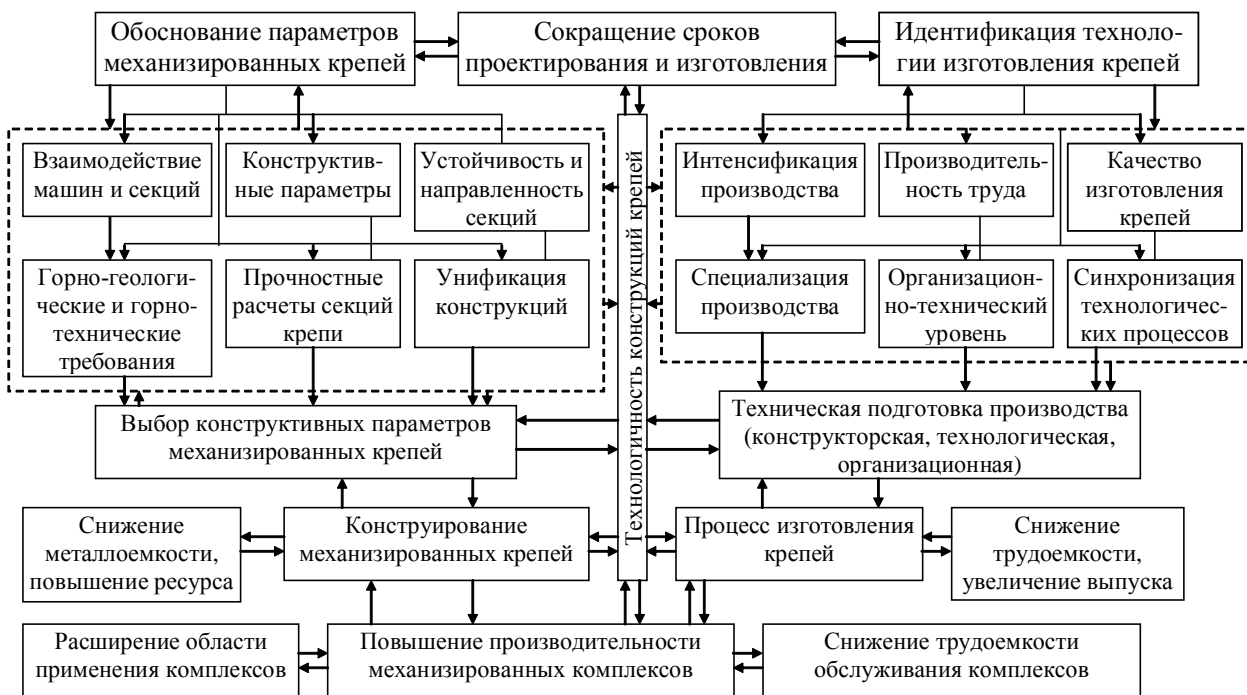 Обоснование параметров
механизированных крепей
Сокращение сроков
проектирования и изготовления
Идентификация техноло-
гии изготовления крепей
Взаимодействие
машин и секций
Конструктив-
ные параметры
Устойчивость и
направленность
секций
Технологичность конструкций крепей
Интенсификация
производства
Производитель-
ность труда
Качество
изготовления
крепей
Горно-геологи-
ческие и горно-
технические
требования
Прочностные
расчеты секций
крепи
Унификация
конструкций
Специализация
производства
Организацион-
но-технический
уровень
Синхронизация
технологичес-
ких процессов
Выбор конструктивных параметров
механизированных крепей
Техническая подготовка производства
(конструкторская, технологическая,
организационная)
Снижение
металлоемкости,
повышение ресурса
Конструирование
механизированных крепей
Процесс изготовления
крепей
Снижение
трудоемкости,
увеличение выпуска
Расширение области
применения комплексов
Повышение производительности
механизированных комплексов
Снижение трудоемкости
обслуживания комплексов